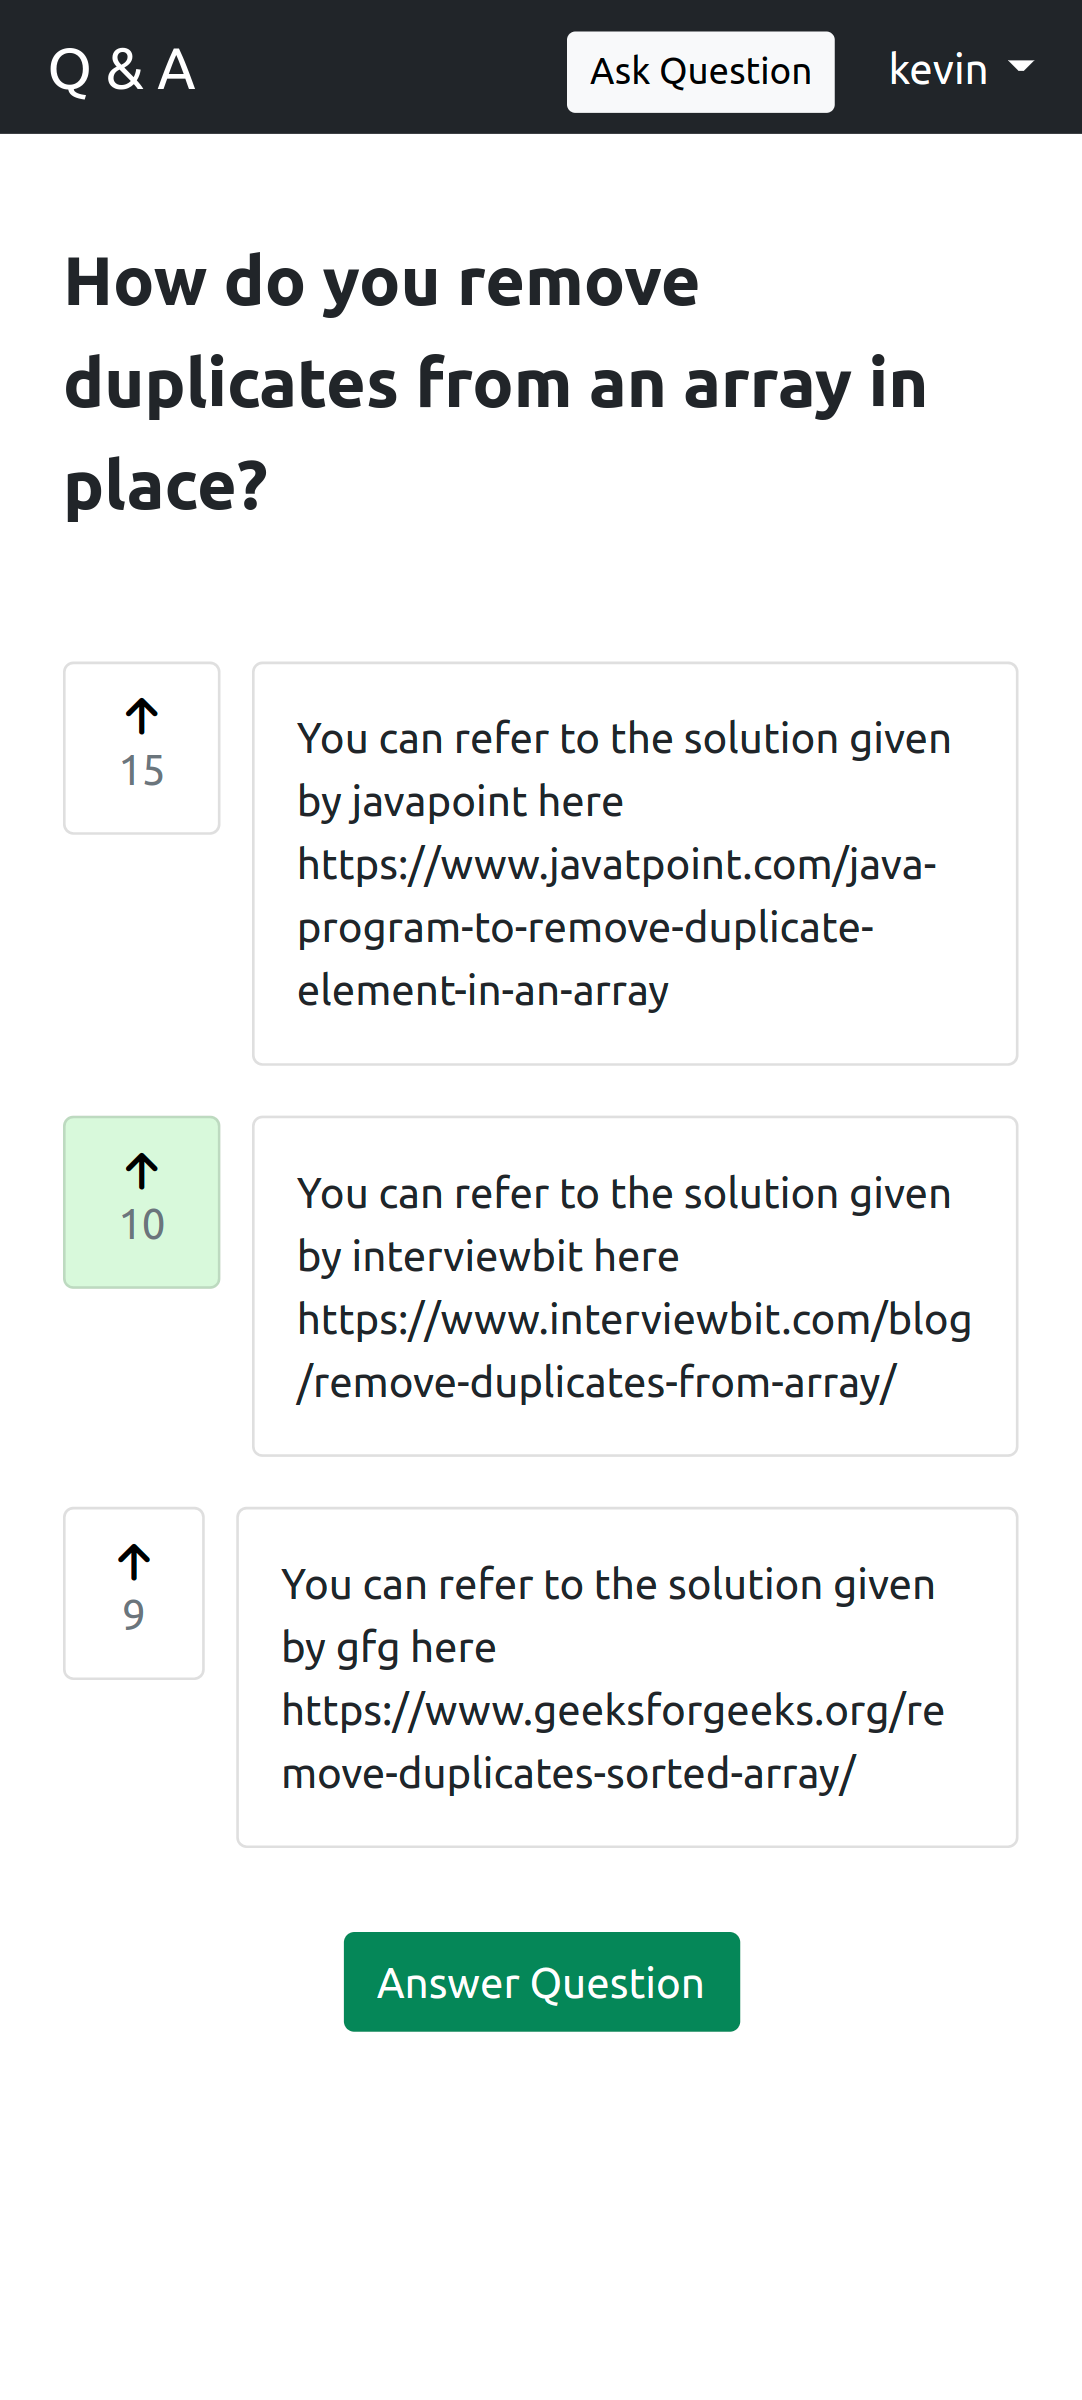 Q & A
Ask Question
kevin
How do you remove
duplicates from an array in
place?
15
You can refer to the solution given
by javapoint here
https://www.javatpoint.com/java-
program-to-remove-duplicate-
element-in-an-array
10
You can refer to the solution given
by interviewbit here
https://www.interviewbit.com/blog
/remove-duplicates-from-array/
9
You can refer to the solution given
by gfg here
https://www.geeksforgeeks.org/re
move-duplicates-sorted-array/
Answer Question